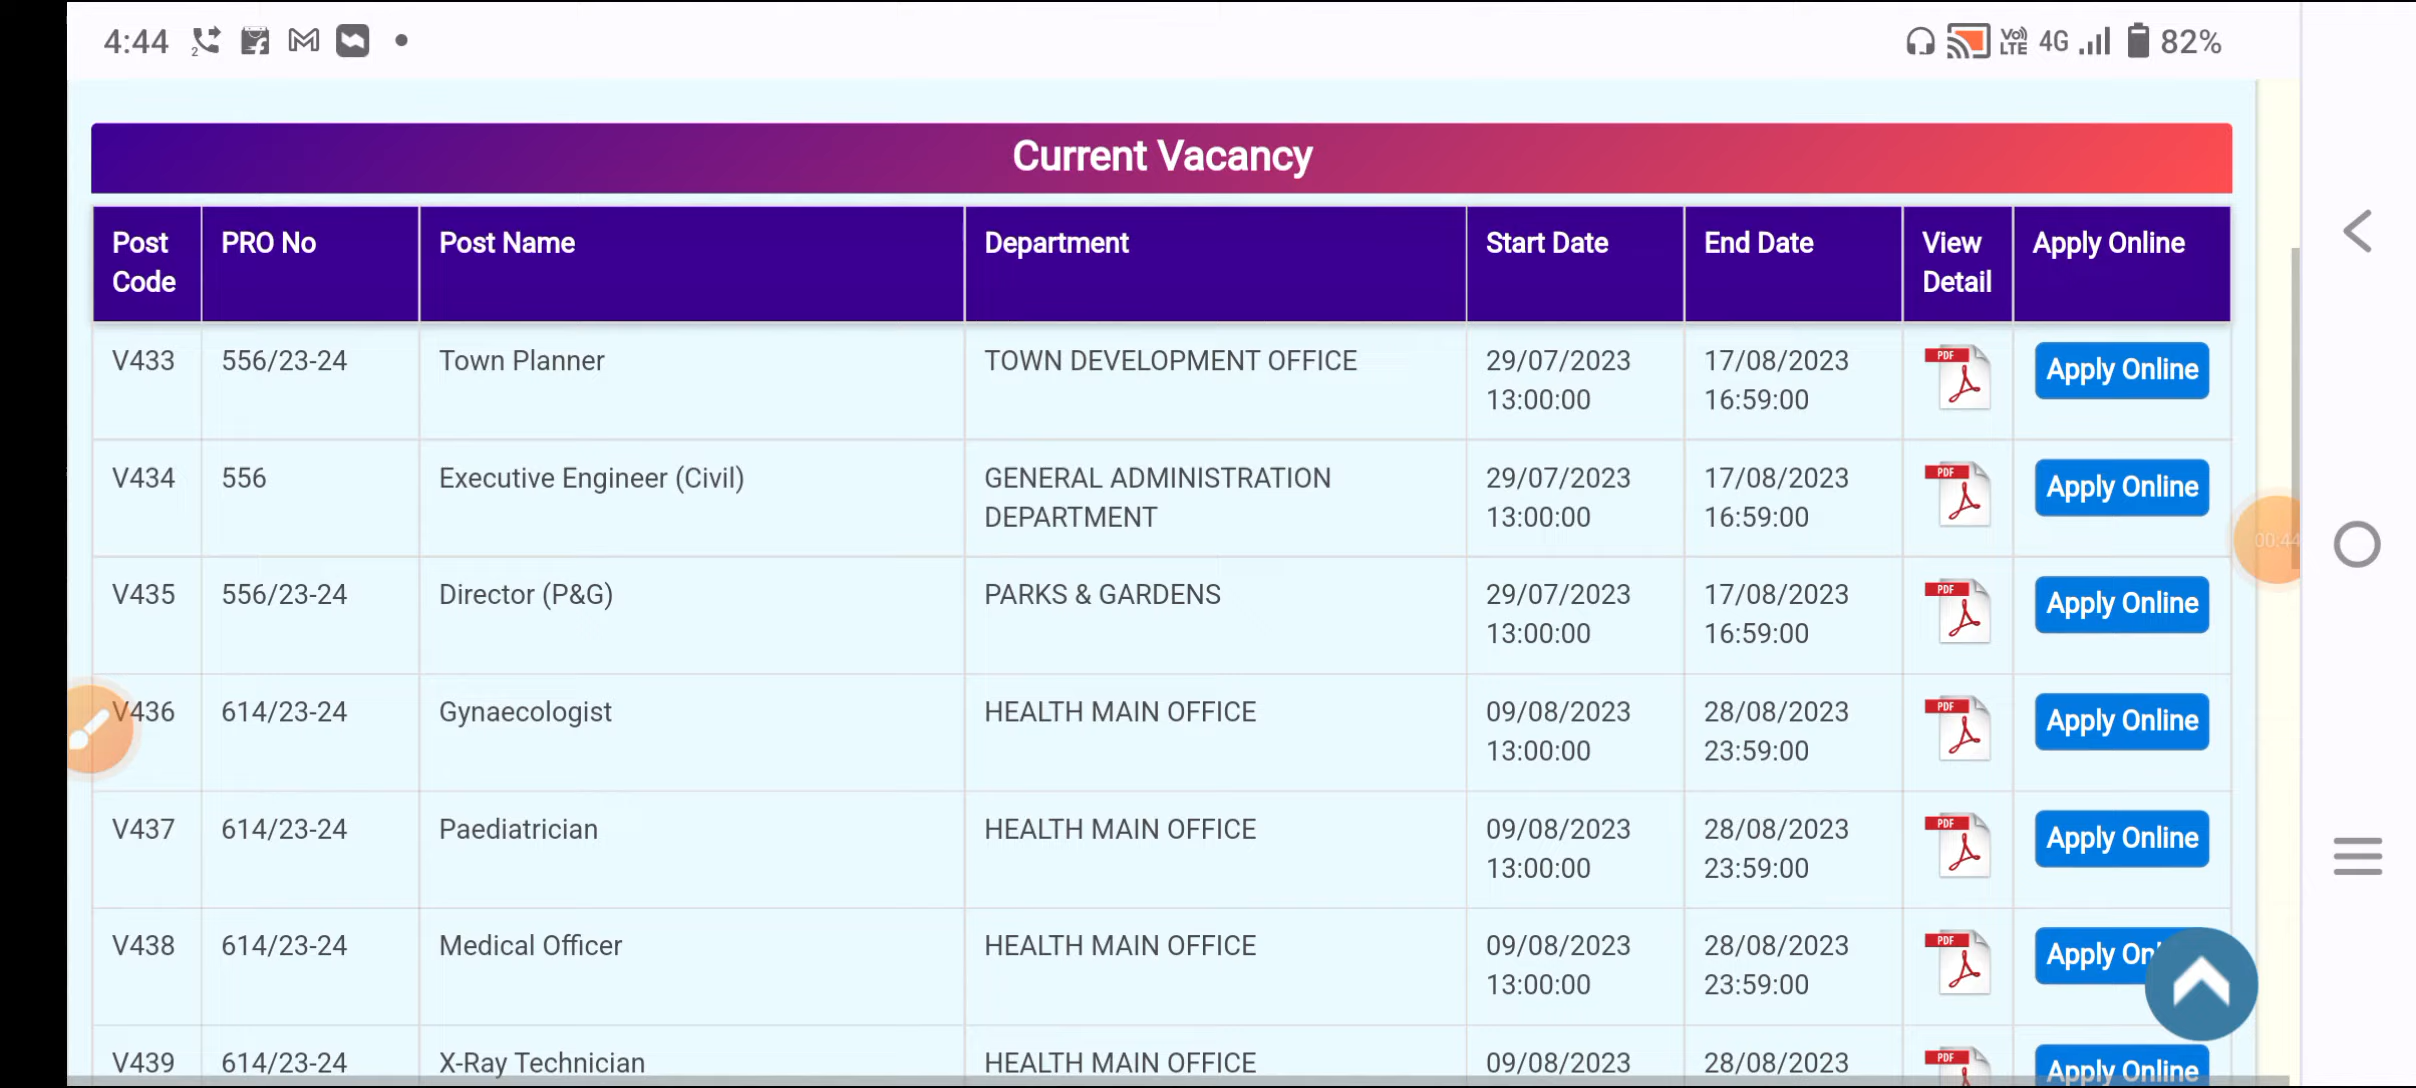 4:44
2
Vo)) LTE 4G 82%
Current Vacancy
Post Code PRO No Post Name Department Start Date End Date View Detail Apply Online
V433 556/23-24 Town Planner TOWN DEVELOPMENT OFFICE 29/07/2023 17/08/2023 PDF Apply Online
13:00:00 16:59:00
V434 556 Executive Engineer (Civil) GENERAL ADMINISTRATION 29/07/2023 17/08/2023 PDF Apply Online
DEPARTMENT 13:00:00 16:59:00
00:44
V435 556/23-24 Director (P&G) PARKS & GARDENS 29/07/2023 17/08/2023 PDF Apply Online
13:00:00 16:59:00
V436 614/23-24 Gynaecologist HEALTH MAIN OFFICE 09/08/2023 28/08/2023 PDF Apply Online
13:00:00 23:59:00
V437 614/23-24 Paediatrician HEALTH MAIN OFFICE 09/08/2023 28/08/2023 PDF Apply Online
13:00:00 23:59:00
V438 614/23-24 Medical Officer HEALTH MAIN OFFICE 09/08/2023 28/08/2023 PDF Apply On
13:00:00 23:59:00
V439 614/23-24 X-Ray Technician HEALTH MAIN OFFICE 09/08/2023 28/08/2023 PDF Apply Online